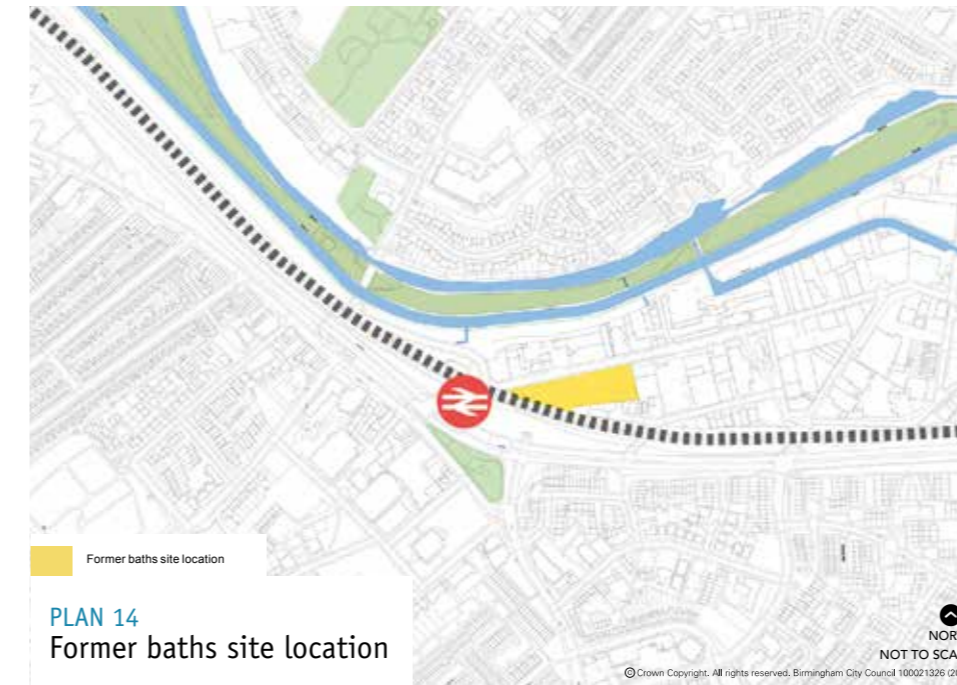 Former baths site location
PLAN 14
Former baths site location
NOR
NOT TO SCA
© Crown Copyright. All rights reserved. Birmingham City Council 100021326 (20